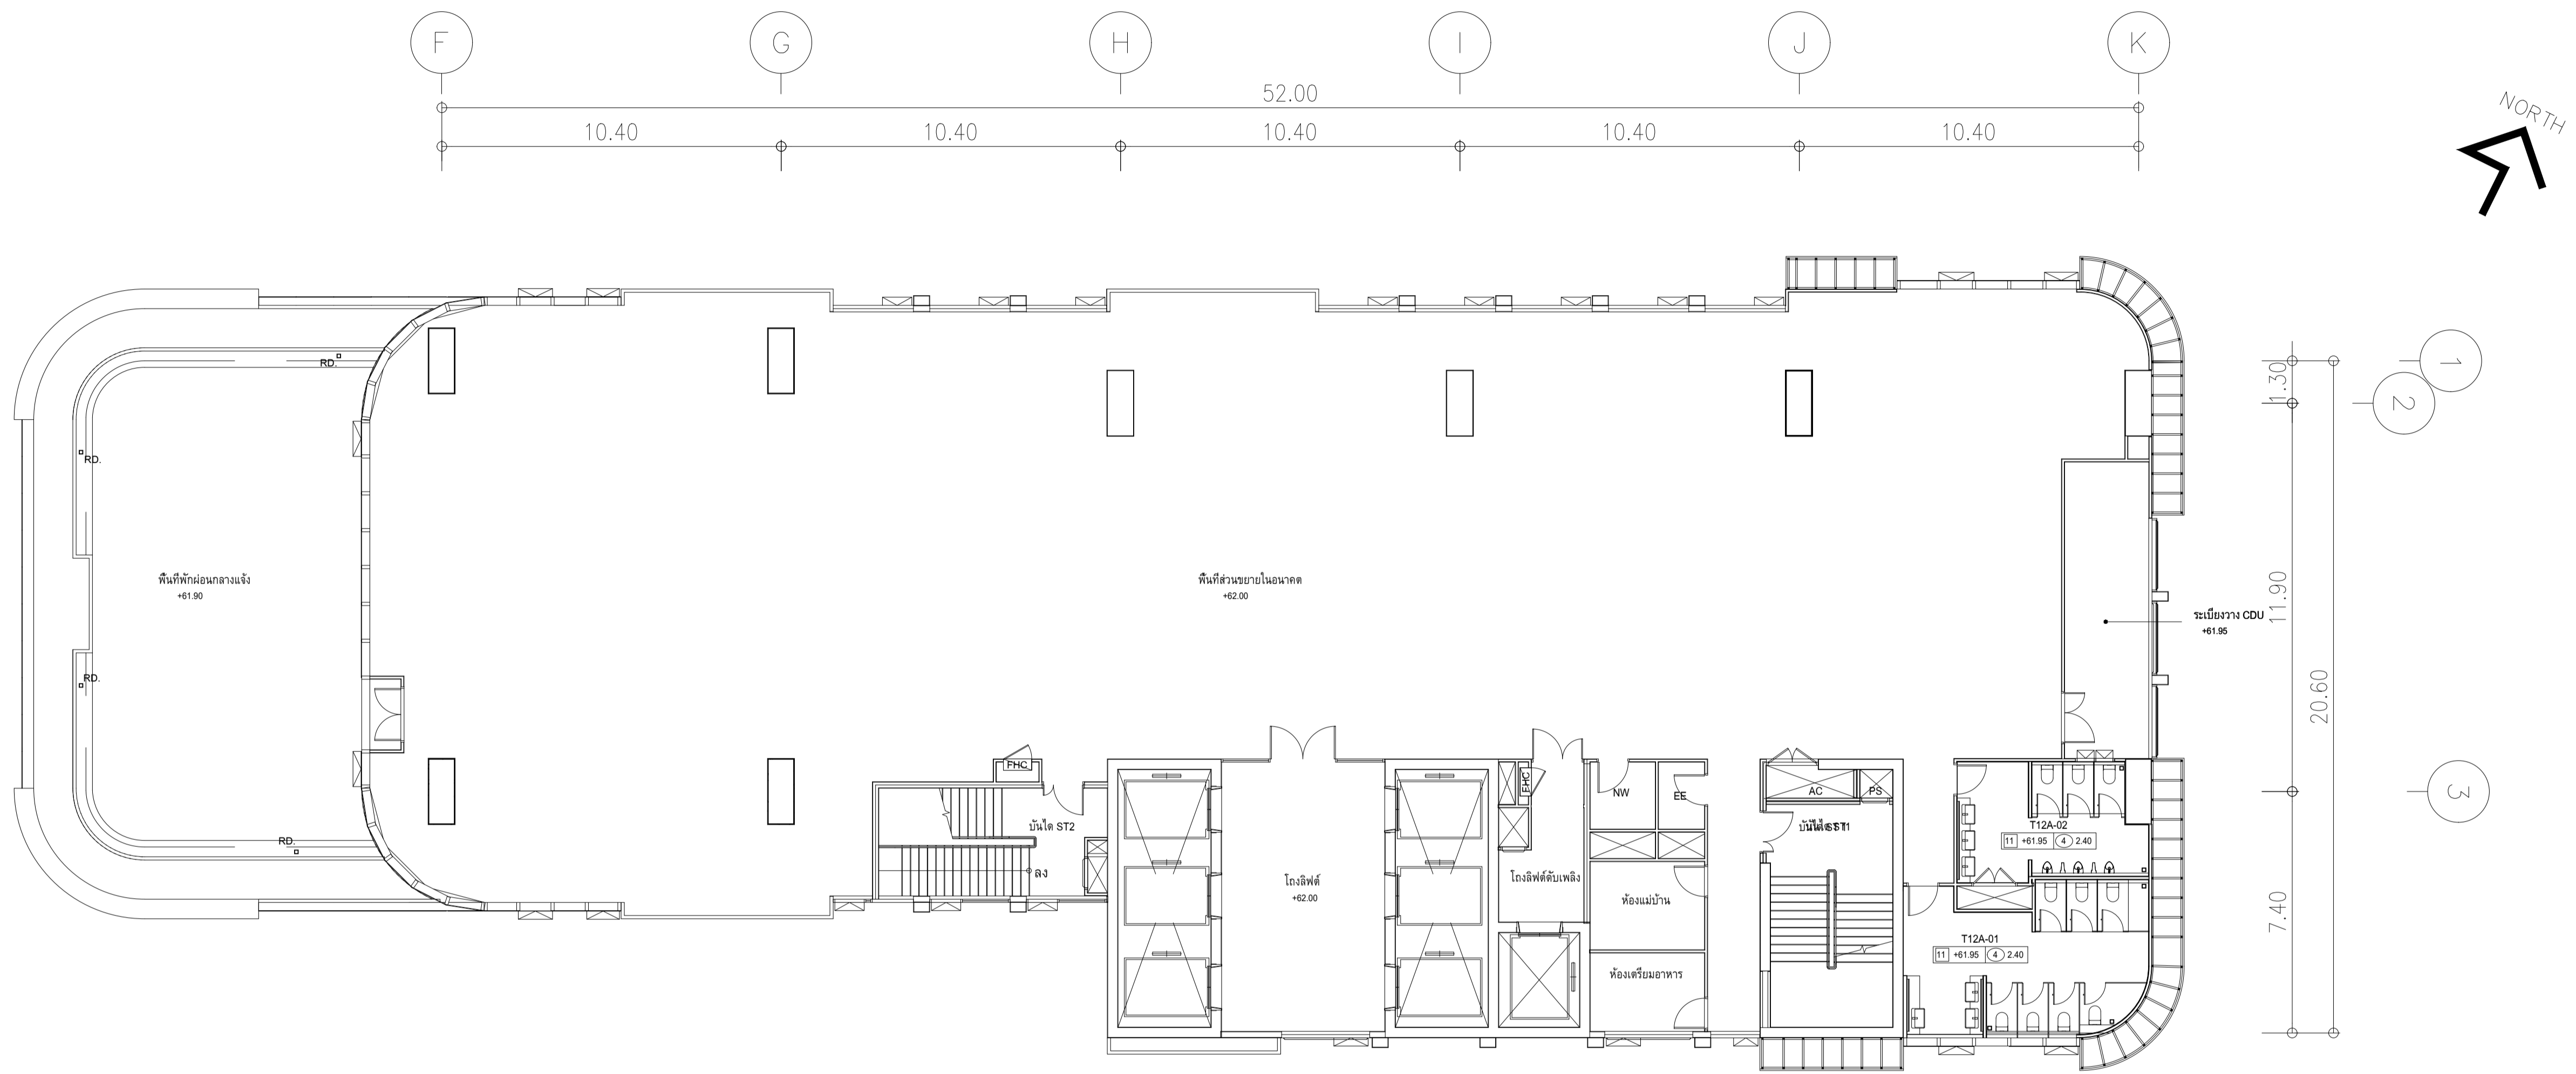 F G H I J K
52.00
10.40 10.40 10.40 10.40 10.40
NORTH
RD.
1
1.30
2
RD.
พื้นที่พักผ่อนกลางแจ้ง
+61.90
พื้นที่ส่วนขยายในอนาคต
+62.00
11.90
ระเบียงวาง CDU
+61.95
RD.
20.60
FHC
FHC
NW
EE
AC
PS
3
บันได ST2
T12A-02
11 +61.95 4 2.40
RD.
ลง
โถงลิฟต์
+62.00
โถงลิฟต์ดับเพลิง
ห้องแม่บ้าน
7.40
T12A-01
11 +61.95 4 2.40
ห้องเตรียมอาหาร